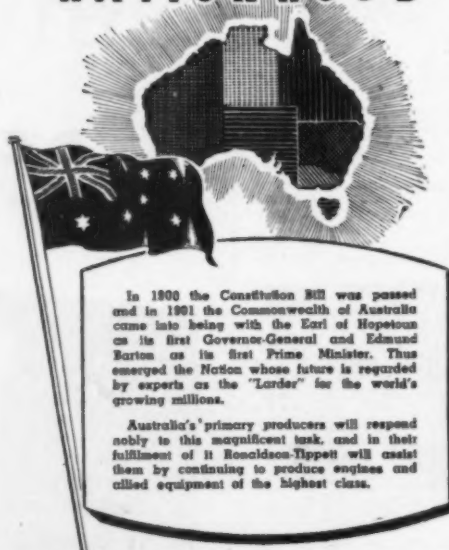 In 1900 the Constitution Bill was passed
and in 1901 the Commonwealth of Australia
came into being with the Earl of Hopetoun
as its first Governor-General and Edmund
Barton as its first Prime Minister. Thus
emerged the Nation whose future is regarded
by experts as the "Larder" for the world's
growing millions.
Australia's primary producers will respond
nobly to this magnificent task, and in their
fulfilment of it Ronaldson-Tippett will assist
them by continuing to produce engines and
allied equipment of the highest class.